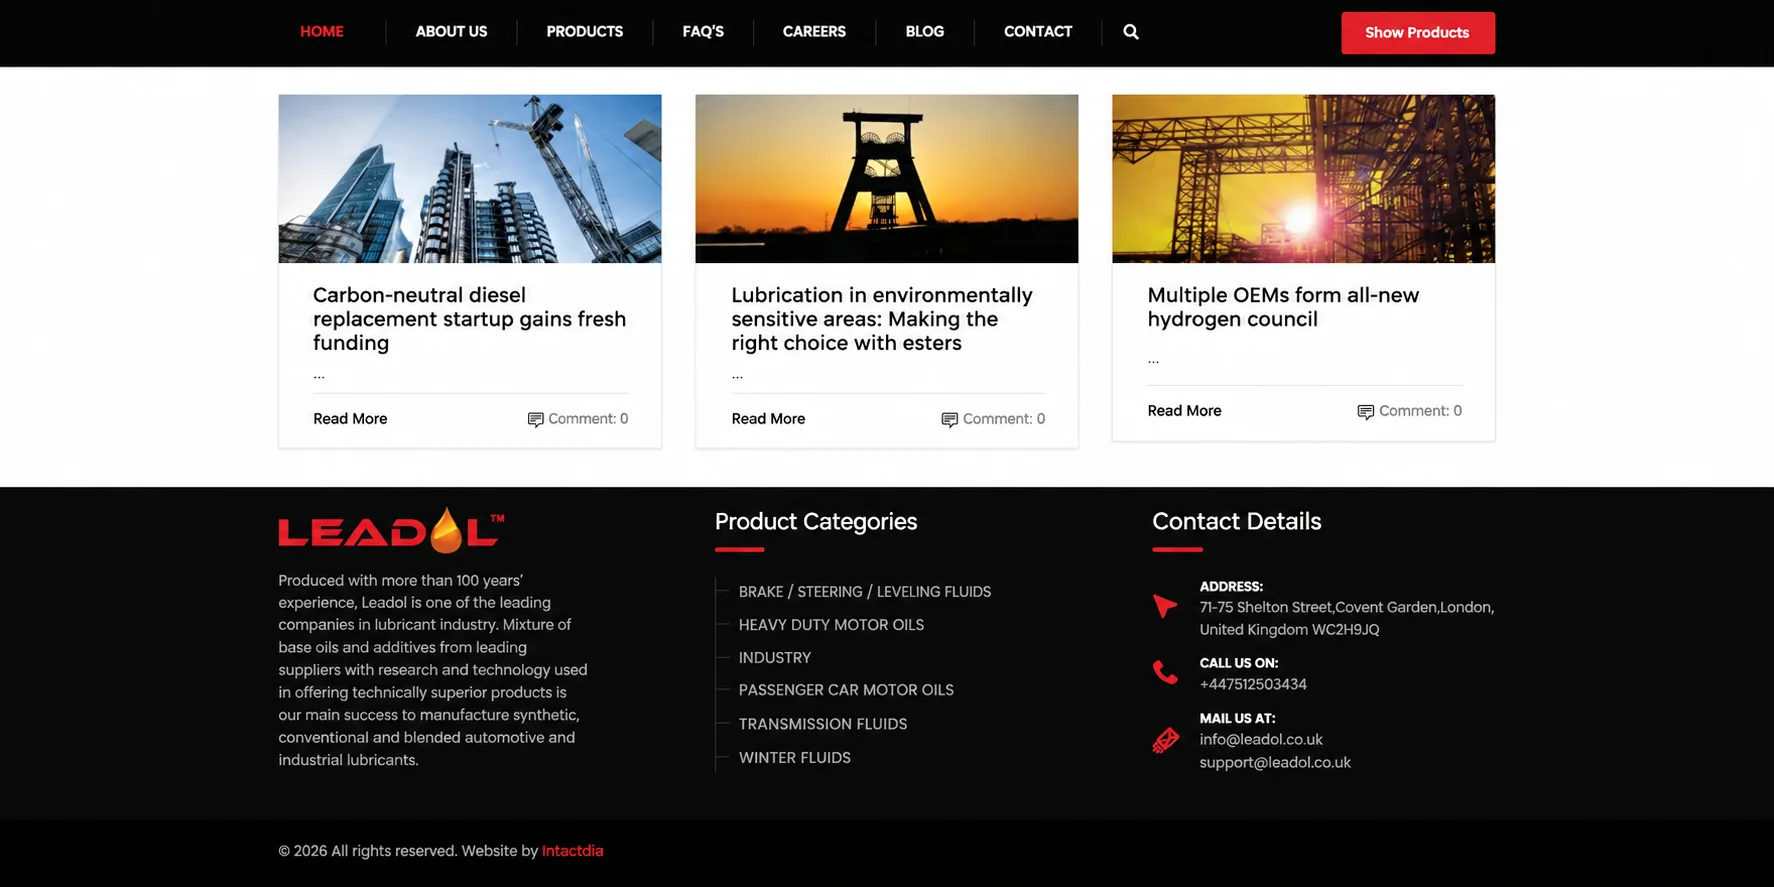 HOME
ABOUT US
PRODUCTS
FAQ'S
CAREERS
BLOG
CONTACT
Show Products
Carbon-neutral diesel
replacement startup gains fresh
funding
...
Read More
Comment: 0
Lubrication in environmentally
sensitive areas: Making the
right choice with esters
...
Read More
Comment: 0
Multiple OEMs form all-new
hydrogen council
...
Read More
Comment: 0
LEADOL™
Produced with more than 100 years'
experience, Leadol is one of the leading
companies in lubricant industry. Mixture of
base oils and additives from leading
suppliers with research and technology used
in offering technically superior products is
our main success to manufacture synthetic,
conventional and blended automotive and
industrial lubricants.
Product Categories
BRAKE / STEERING / LEVELING FLUIDS
HEAVY DUTY MOTOR OILS
INDUSTRY
PASSENGER CAR MOTOR OILS
TRANSMISSION FLUIDS
WINTER FLUIDS
Contact Details
ADDRESS:
71-75 Shelton Street,Covent Garden,London,
United Kingdom WC2H9JQ
CALL US ON:
+447512503434
MAIL US AT:
info@leadol.co.uk
support@leadol.co.uk
© 2026 All rights reserved. Website by Intactdia